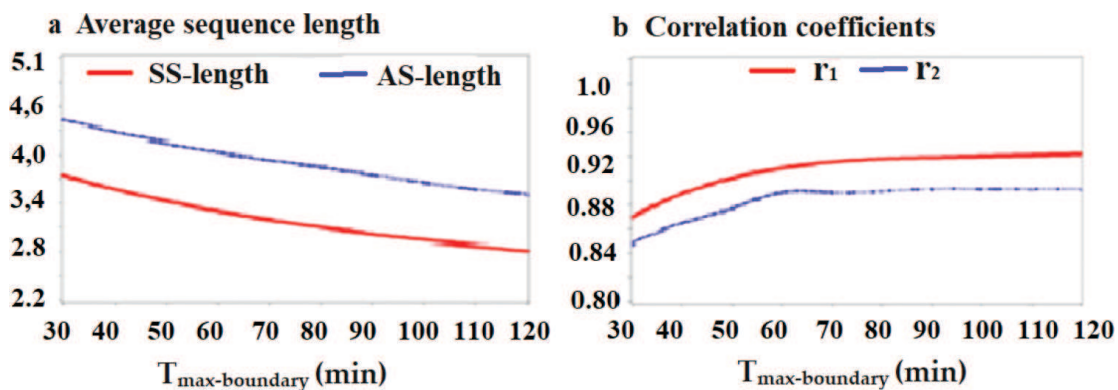 a Average sequence length
5.1
SS-length AS-length
4,6
4,0
3,4
2.8
2.2
30 40 50 60 70 80 90 100 110 120
Tmax-boundary (min)
b Correlation coefficients
1.0
r1 r2
0.96
0.92
0.88
0.84
0.80
30 40 50 60 70 80 90 100 110 120
Tmax-boundary (min)